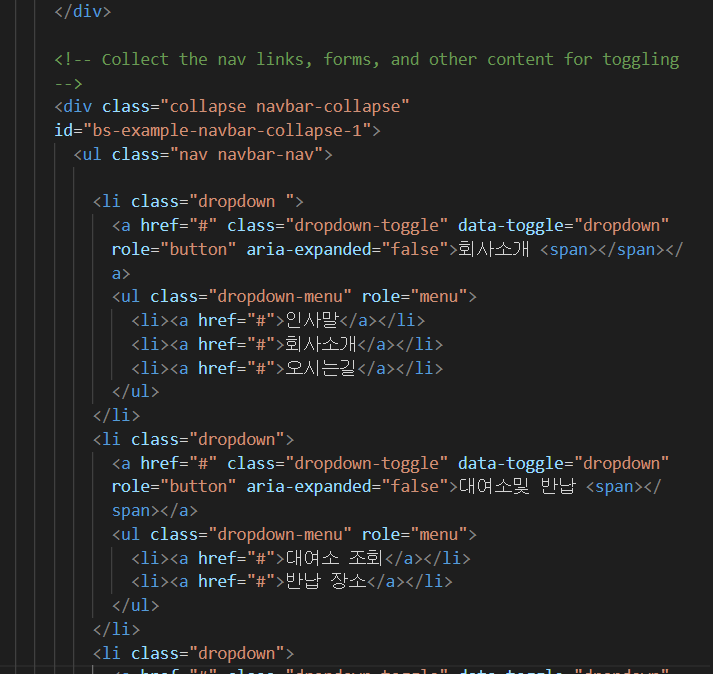 </div>
<!-- Collect the nav links, forms, and other content for toggling
-->
<div class="collapse navbar-collapse"
id="bs-example-navbar-collapse-1">
<ul class="nav navbar-nav">
<li class="dropdown ">
<a href="#" class="dropdown-toggle" data-toggle="dropdown"
role="button" aria-expanded="false">회사소개 <span></span></
a>
<ul class="dropdown-menu" role="menu">
<li><a href="#">인사말</a></li>
<li><a href="#">회사소개</a></li>
<li><a href="#">오시는길</a></li>
</ul>
</li>
<li class="dropdown">
<a href="#" class="dropdown-toggle" data-toggle="dropdown"
role="button" aria-expanded="false">대여소및 반납 <span></
span></a>
<ul class="dropdown-menu" role="menu">
<li><a href="#">대여소 조회</a></li>
<li><a href="#">반납 장소</a></li>
</ul>
</li>
<li class="dropdown">